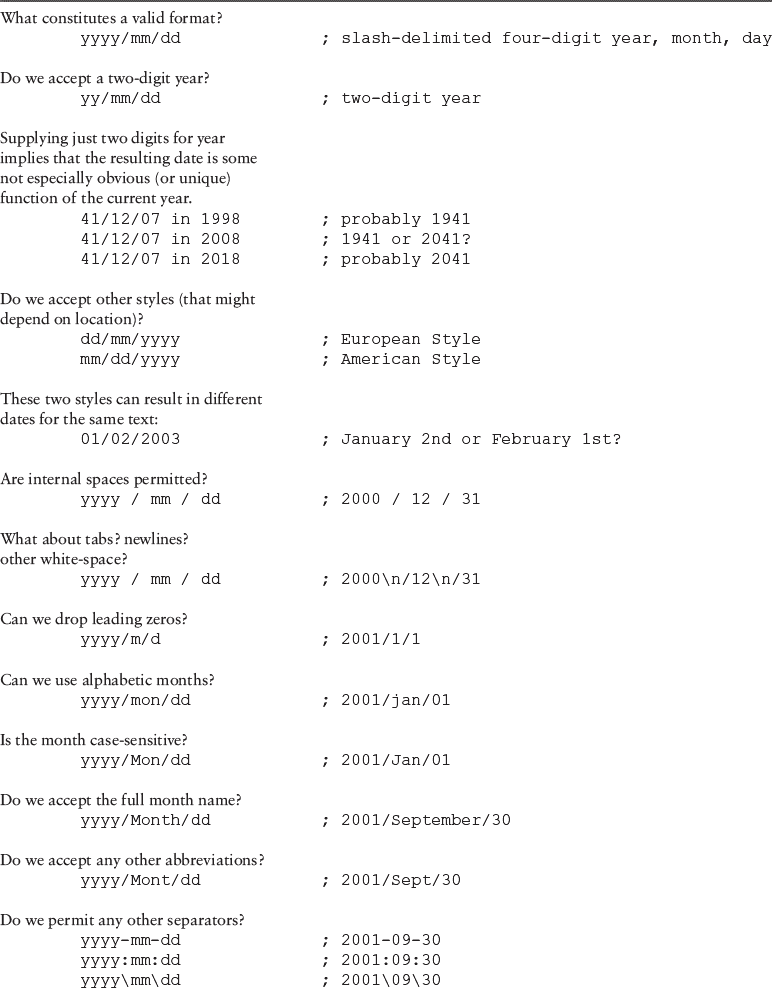 What constitutes a valid format?
yyyy/mm/dd ; slash-delimited four-digit year, month, day
Do we accept a two-digit year?
yy/mm/dd ; two-digit year
Supplying just two digits for year
implies that the resulting date is some
not especially obvious (or unique)
function of the current year.
41/12/07 in 1998 ; probably 1941
41/12/07 in 2008 ; 1941 or 2041?
41/12/07 in 2018 ; probably 2041
Do we accept other styles (that might
depend on location)?
dd/mm/yyyy ; European Style
mm/dd/yyyy ; American Style
These two styles can result in different
dates for the same text:
01/02/2003 ; January 2nd or February 1st?
Are internal spaces permitted?
yyyy / mm / dd ; 2000 / 12 / 31
What about tabs? newlines?
other white-space?
yyyy / mm / dd ; 2000\n/12\n/31
Can we drop leading zeros?
yyyy/m/d ; 2001/1/1
Can we use alphabetic months?
yyyy/mon/dd ; 2001/jan/01
Is the month case-sensitive?
yyyy/Mon/dd ; 2001/Jan/01
Do we accept the full month name?
yyyy/Month/dd ; 2001/September/30
Do we accept any other abbreviations?
yyyy/Mont/dd ; 2001/Sept/30
Do we permit any other separators?
yyyy-mm-dd ; 2001-09-30
yyyy:mm:dd ; 2001:09:30
yyyy\mm\dd ; 2001\09\30